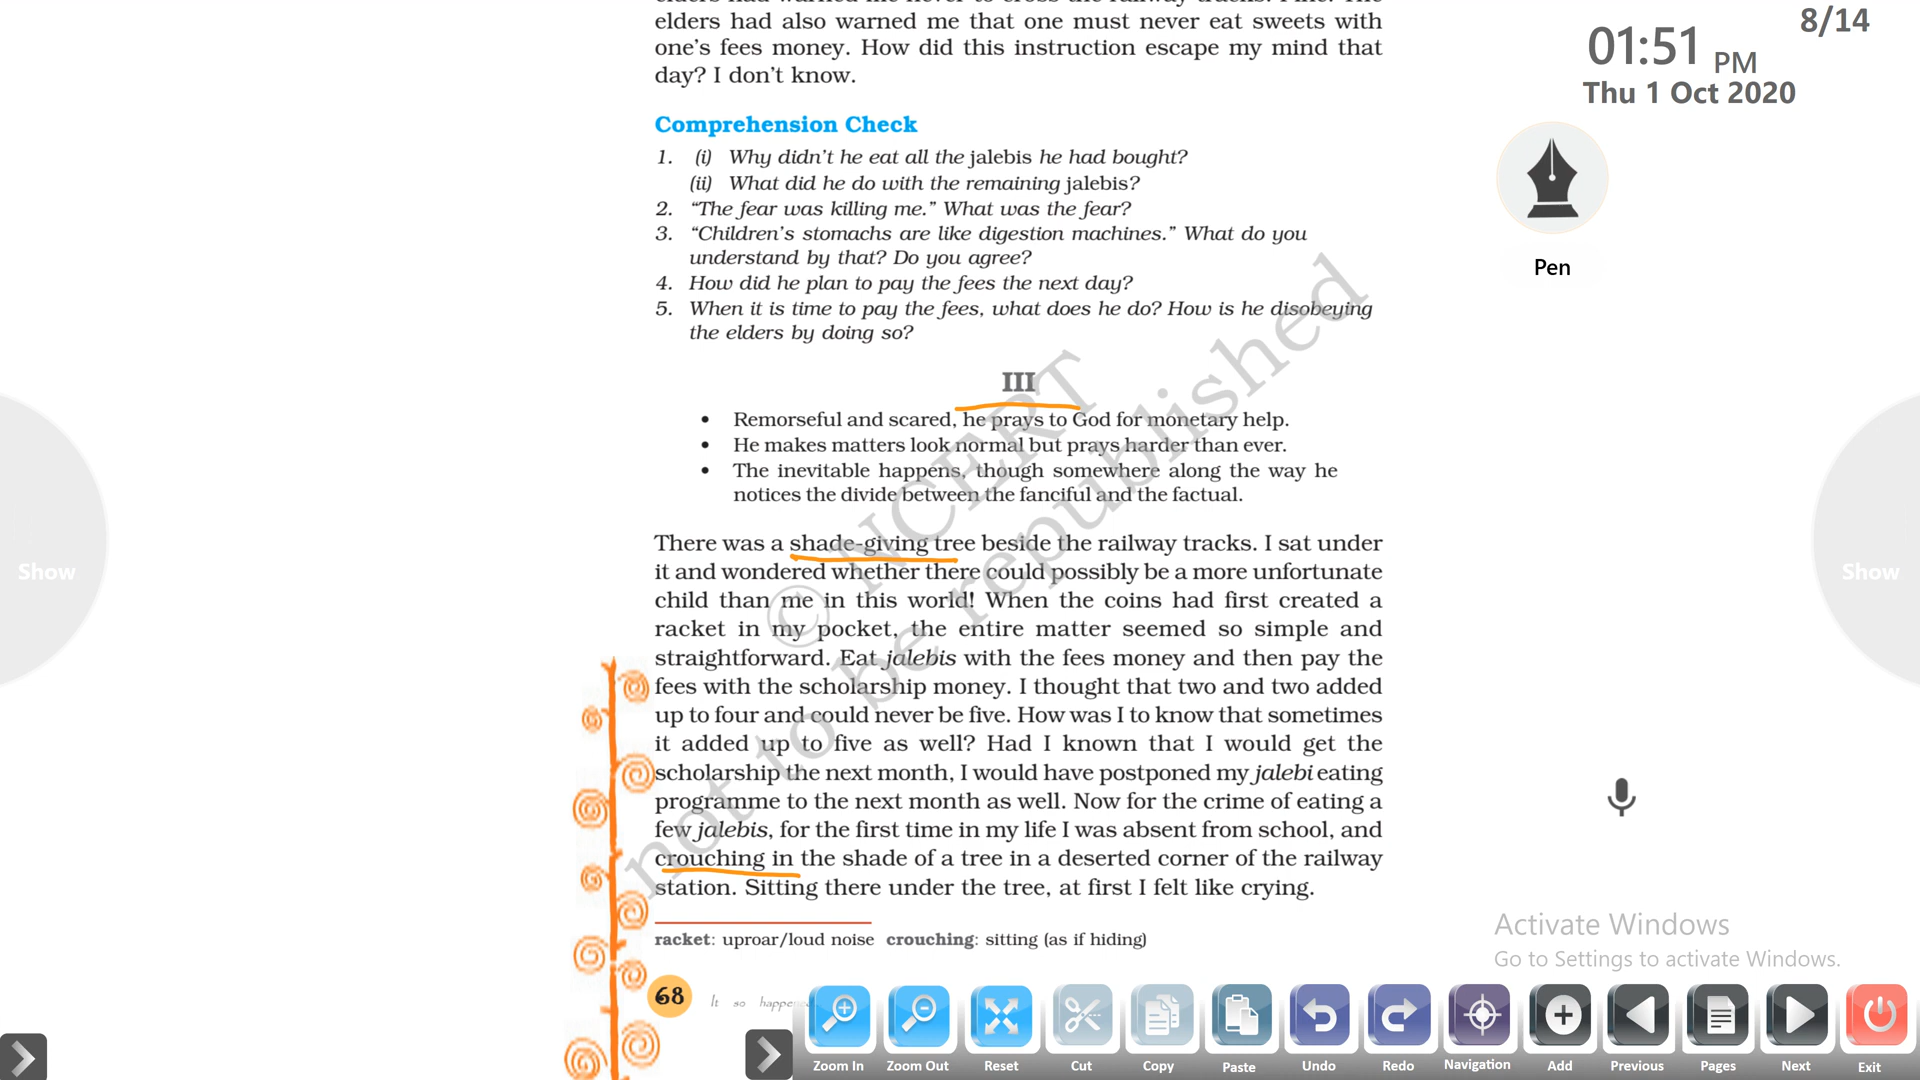 elders had also warned me that one must never eat sweets with
one's fees money. How did this instruction escape my mind that
day? I don't know.
Comprehension Check
1. (i) Why didn't he eat all the jalebis he had bought?
(ii) What did he do with the remaining jalebis?
2. “The fear was killing me.” What was the fear?
3. “Children's stomachs are like digestion machines.” What do you
understand by that? Do you agree?
4. How did he plan to pay the fees the next day?
5. When it is time to pay the fees, what does he do? How is he disobeying
the elders by doing so?
III
• Remorseful and scared, he prays to God for monetary help.
• He makes matters look normal but prays harder than ever.
• The inevitable happens, though somewhere along the way he
notices the divide between the fanciful and the factual.
There was a shade-giving tree beside the railway tracks. I sat under
it and wondered whether there could possibly be a more unfortunate
child than me in this world! When the coins had first created a
racket in my pocket, the entire matter seemed so simple and
straightforward. Eat jalebis with the fees money and then pay the
fees with the scholarship money. I thought that two and two added
up to four and could never be five. How was I to know that sometimes
it added up to five as well? Had I known that I would get the
scholarship the next month, I would have postponed my jalebi eating
programme to the next month as well. Now for the crime of eating a
few jalebis, for the first time in my life I was absent from school, and
crouching in the shade of a tree in a deserted corner of the railway
station. Sitting there under the tree, at first I felt like crying.
racket: uproar/loud noise crouching: sitting (as if hiding)
68 It so
© NCERT
not to be republished
8/14
01:51 PM
Thu 1 Oct 2020
Pen
Show
Show
Activate Windows
Go to Settings to activate Windows.
Zoom In Zoom Out Reset Cut Copy Paste Undo Redo Navigation Add Previous Pages Next Exit